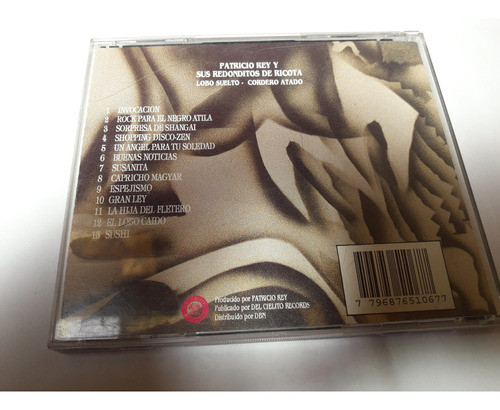 PATRICIO REY Y
SUS REDONDITOS DE RICOTA
LOBO SUELTO - CORDERO ATADO
1 INVOCACION
2 ROCK PARA EL NEGRO ATILA
3 SORPRESA DE SHANGAI
4 SHOPPING DISCO-ZEN
5 UN ANGEL PARA TU SOLEDAD
6 BUENAS NOTICIAS
7 SUSANITA
8 CAPRICHO MAGYAR
9 ESPEJISMO
10 GRAN LEY
11 LA HIJA DEL FLETERO
12 EL LOBO CAIDO
13 SUSHI
Producido por PATRICIO REY
Publicado por DEL CIELITO RECORDS
Distribuido por DBN
7 796876510677